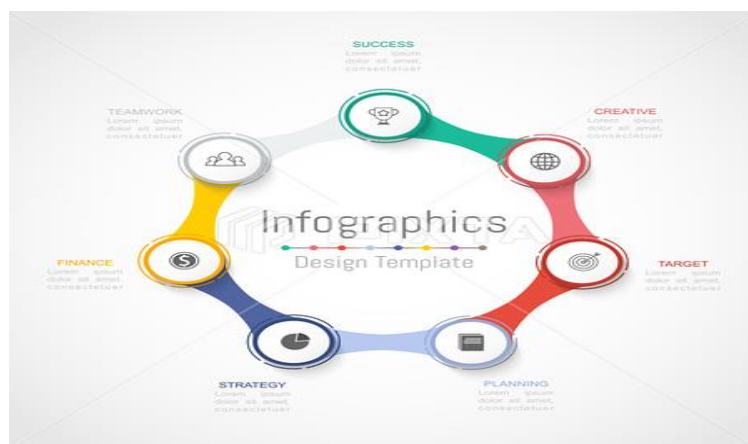 SUCCESS
Lorem ipsum
dolor sit amet,
consectetuer
TEAMWORK
Lorem ipsum
dolor sit amet,
consectetuer
CREATIVE
Lorem ipsum
dolor sit amet,
consectetuer
Infographics
Design Template
FINANCE
Lorem ipsum
dolor sit amet,
consectetuer
TARGET
Lorem ipsum
dolor sit amet,
consectetuer
STRATEGY
Lorem ipsum
dolor sit amet,
consectetuer
PLANNING
Lorem ipsum
dolor sit amet,
consectetuer